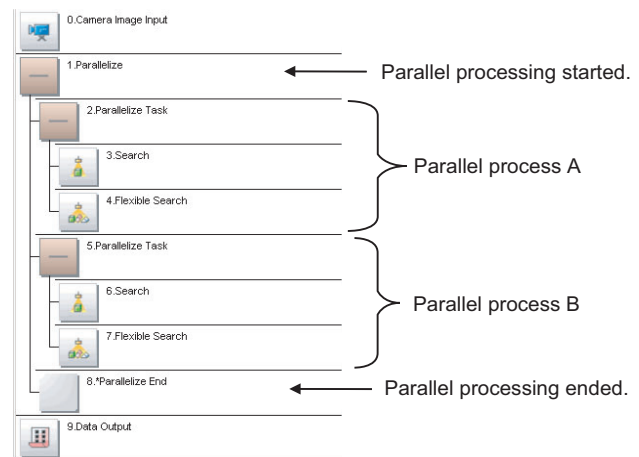 0.Camera Image Input
1.Parallelize
Parallel processing started.
2.Parallelize Task
3.Search
4.Flexible Search
Parallel process A
5.Parallelize Task
6.Search
7.Flexible Search
Parallel process B
8.*Parallelize End
Parallel processing ended.
9.Data Output